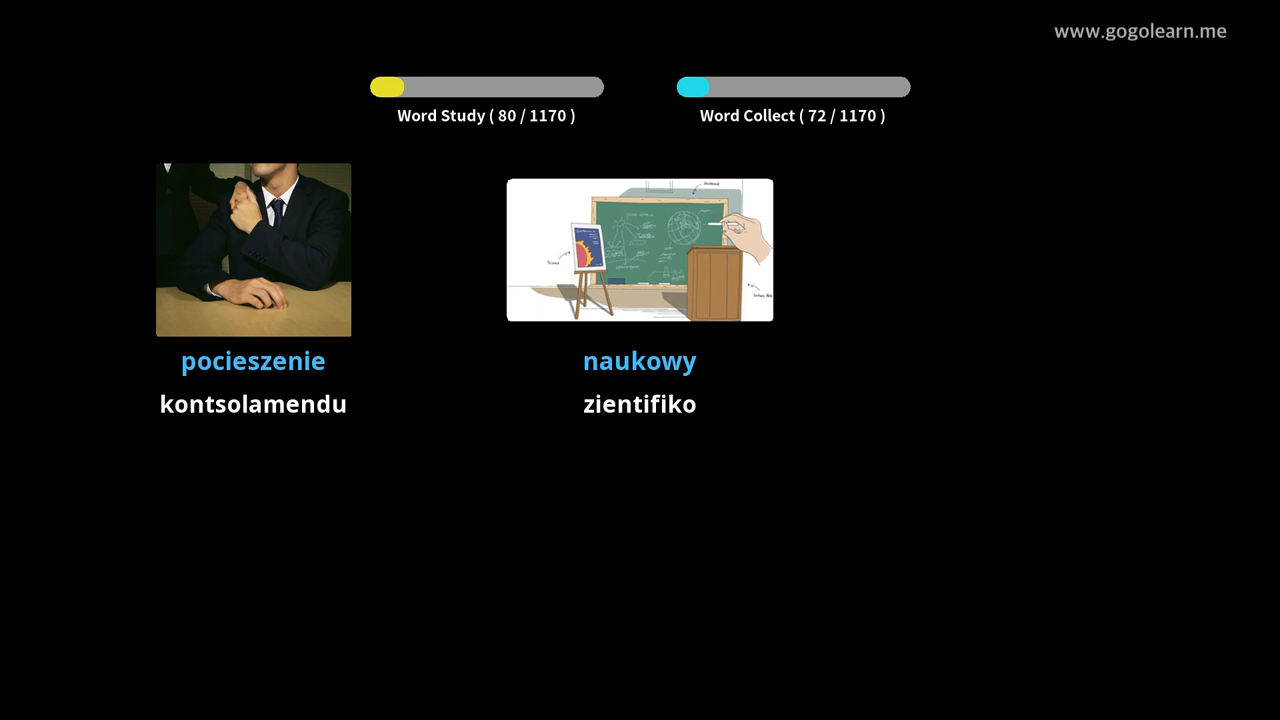 www.gogolearn.me
Word Study ( 80 / 1170 )
Word Collect ( 72 / 1170 )
pocieszenie
naukowy
kontsolamendu
zientifiko